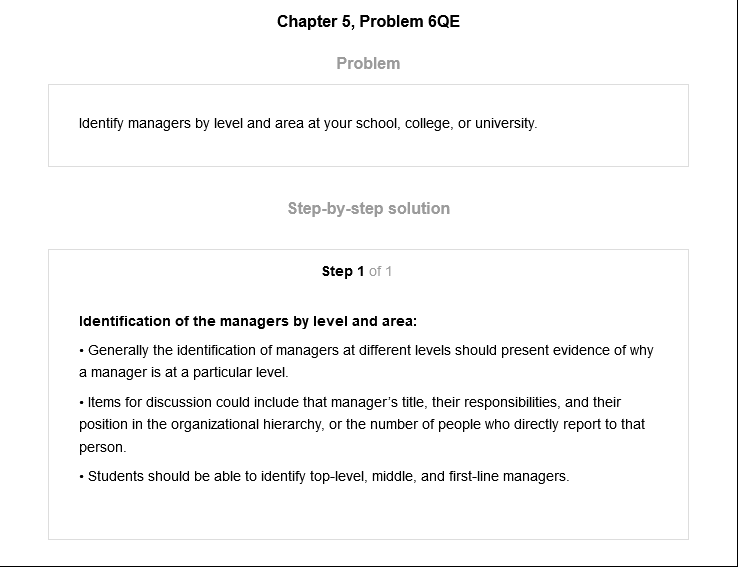 Chapter 5, Problem 6QE
Problem
Identify managers by level and area at your school, college, or university.
Step-by-step solution
Step 1 of 1
Identification of the managers by level and area:
• Generally the identification of managers at different levels should present evidence of why
a manager is at a particular level.
• Items for discussion could include that manager's title, their responsibilities, and their
position in the organizational hierarchy, or the number of people who directly report to that
person.
• Students should be able to identify top-level, middle, and first-line managers.